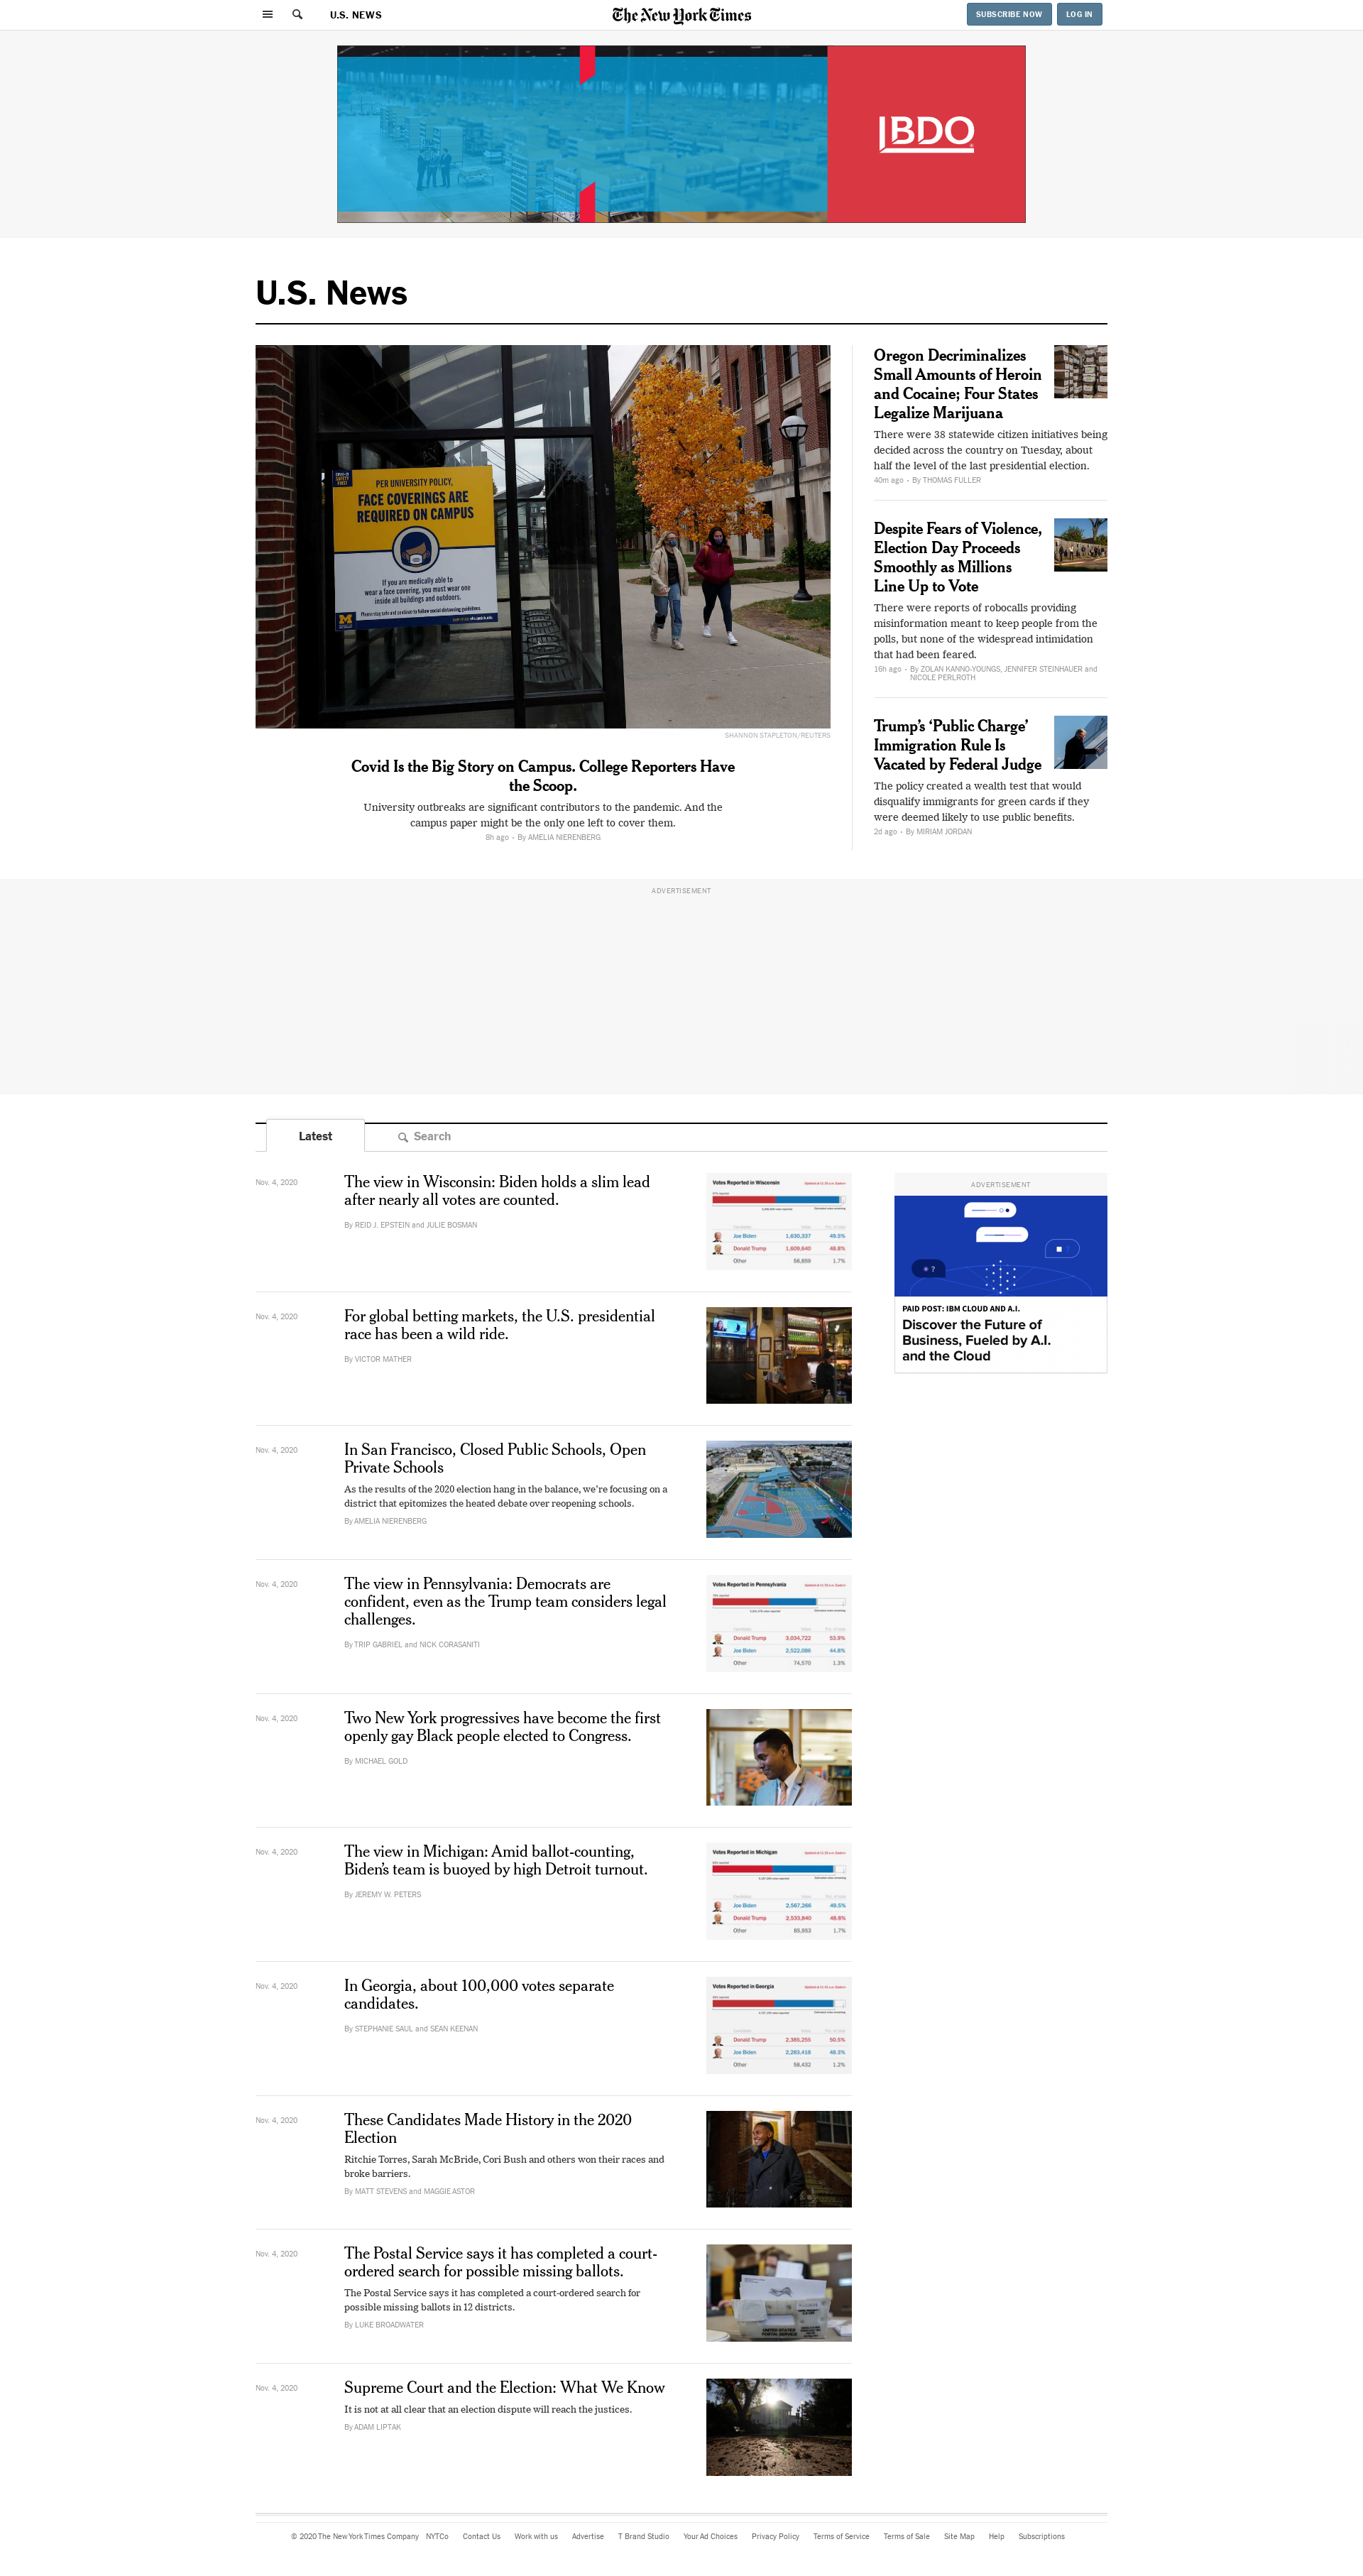 U.S. NEWS
The New York Times
SUBSCRIBE NOW
LOG IN
IBDO
U.S. News
COVID-19
SAFETY
FIRST
PER UNIVERSITY POLICY,
FACE COVERINGS ARE
REQUIRED ON CAMPUS
If you are medically able to
wear a face covering, you must wear one
inside all buildings and outdoors.
Please stay safe and follow social distancing guidelines.
SHANNON STAPLETON/REUTERS
Covid Is the Big Story on Campus. College Reporters Have
the Scoop.
University outbreaks are significant contributors to the pandemic. And the
campus paper might be the only one left to cover them.
8h ago • By AMELIA NIERENBERG
Oregon Decriminalizes
Small Amounts of Heroin
and Cocaine; Four States
Legalize Marijuana
There were 38 statewide citizen initiatives being
decided across the country on Tuesday, about
half the level of the last presidential election.
40m ago • By THOMAS FULLER
Despite Fears of Violence,
Election Day Proceeds
Smoothly as Millions
Line Up to Vote
There were reports of robocalls providing
misinformation meant to keep people from the
polls, but none of the widespread intimidation
that had been feared.
16h ago • By ZOLAN KANNO-YOUNGS, JENNIFER STEINHAUER and
NICOLE PERLROTH
Trump's ‘Public Charge’
Immigration Rule Is
Vacated by Federal Judge
The policy created a wealth test that would
disqualify immigrants for green cards if they
were deemed likely to use public benefits.
2d ago • By MIRIAM JORDAN
ADVERTISEMENT
Latest
Search
Nov. 4, 2020
The view in Wisconsin: Biden holds a slim lead
after nearly all votes are counted.
By REID J. EPSTEIN and JULIE BOSMAN
Votes Reported in Wisconsin
Joe Biden 1,630,337 49.5%
Donald Trump 1,609,640 48.8%
Other 56,859 1.7%
ADVERTISEMENT
PAID POST: IBM CLOUD AND A.I.
Discover the Future of
Business, Fueled by A.I.
and the Cloud
Nov. 4, 2020
For global betting markets, the U.S. presidential
race has been a wild ride.
By VICTOR MATHER
Nov. 4, 2020
In San Francisco, Closed Public Schools, Open
Private Schools
As the results of the 2020 election hang in the balance, we're focusing on a
district that epitomizes the heated debate over reopening schools.
By AMELIA NIERENBERG
Nov. 4, 2020
The view in Pennsylvania: Democrats are
confident, even as the Trump team considers legal
challenges.
By TRIP GABRIEL and NICK CORASANITI
Votes Reported in Pennsylvania
Donald Trump 3,034,722 53.9%
Joe Biden 2,522,086 44.8%
Other 74,570 1.3%
Nov. 4, 2020
Two New York progressives have become the first
openly gay Black people elected to Congress.
By MICHAEL GOLD
Nov. 4, 2020
The view in Michigan: Amid ballot-counting,
Biden's team is buoyed by high Detroit turnout.
By JEREMY W. PETERS
Votes Reported in Michigan
Joe Biden 2,567,266 49.5%
Donald Trump 2,533,840 48.8%
Other 85,953 1.7%
Nov. 4, 2020
In Georgia, about 100,000 votes separate
candidates.
By STEPHANIE SAUL and SEAN KEENAN
Votes Reported in Georgia
Donald Trump 2,385,255 50.5%
Joe Biden 2,283,418 48.3%
Other 58,432 1.2%
Nov. 4, 2020
These Candidates Made History in the 2020
Election
Ritchie Torres, Sarah McBride, Cori Bush and others won their races and
broke barriers.
By MATT STEVENS and MAGGIE ASTOR
Nov. 4, 2020
The Postal Service says it has completed a court-
ordered search for possible missing ballots.
The Postal Service says it has completed a court-ordered search for
possible missing ballots in 12 districts.
By LUKE BROADWATER
UNITED STATES
POSTAL SERVICE
Nov. 4, 2020
Supreme Court and the Election: What We Know
It is not at all clear that an election dispute will reach the justices.
By ADAM LIPTAK
© 2020 The New York Times Company NYTCo Contact Us Work with us Advertise T Brand Studio Your Ad Choices Privacy Policy Terms of Service Terms of Sale Site Map Help Subscriptions